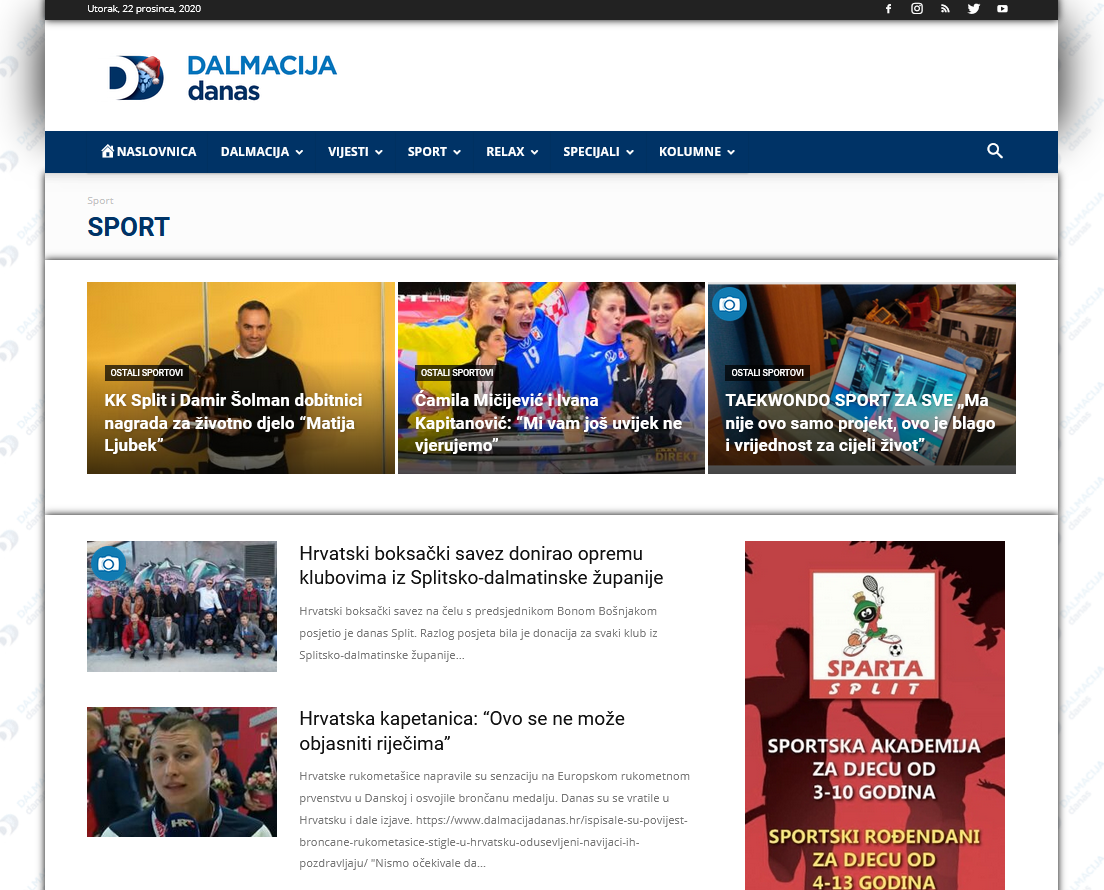 Utorak, 22 prosinca, 2020
DALMACIJA
danas
NASLOVNICA DALMACIJA VIJESTI SPORT RELAX SPECIJALI KOLUMNE
Sport
SPORT
OSTALI SPORTOVI
KK Split i Damir Šolman dobitnici
nagrada za životno djelo “Matija
Ljubek”
RTL.HR
19
OSTALI SPORTOVI
Ćamila Mičijević i Ivana
Kapitanović: “Mi vam još uvijek ne
vjerujemo”
DIREKT
OSTALI SPORTOVI
TAEKWONDO SPORT ZA SVE „Ma
nije ovo samo projekt, ovo je blago
i vrijednost za cijeli život”
Hrvatski boksački savez donirao opremu
klubovima iz Splitsko-dalmatinske županije
Hrvatski boksački savez na čelu s predsjednikom Bonom Bošnjakom
posjetio je danas Split. Razlog posjeta bila je donacija za svaki klub iz
Splitsko-dalmatinske županije...
HRT
Hrvatska kapetanica: “Ovo se ne može
objasniti riječima”
Hrvatske rukometašice napravile su senzaciju na Europskom rukometnom
prvenstvu u Danskoj i osvojile brončanu medalju. Danas su se vratile u
Hrvatsku i dale izjave. https://www.dalmacijadanas.hr/ispisale-su-povijest-
broncane-rukometasice-stigle-u-hrvatsku-odusevljeni-navijaci-ih-
pozdravljaju/ "Nismo očekivale da...
SPARTA
SPLIT
SPORTSKA AKADEMIJA
ZA DJECU OD
3-10 GODINA
SPORTSKI ROĐENDANI
ZA DJECU OD
4-13 GODINA